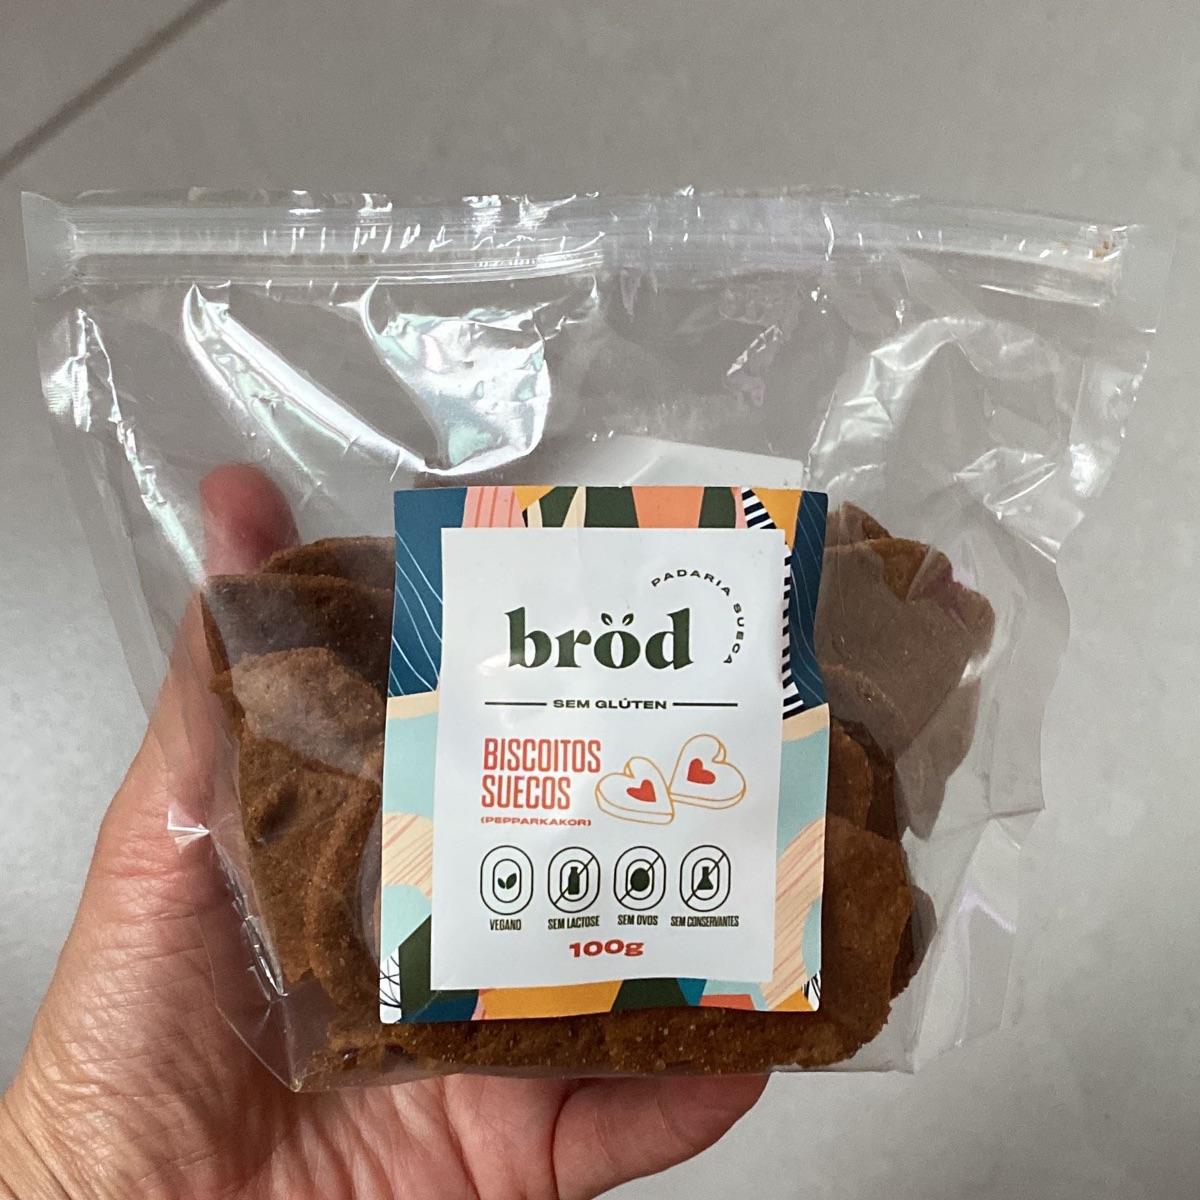 PADARIA SUECA
bröd
SEM GLÚTEN
BISCOITOS
SUECOS
(PEPPARKAKOR)
VEGANO
SEM LACTOSE
SEM OVOS
SEM CONSERVANTES
100g